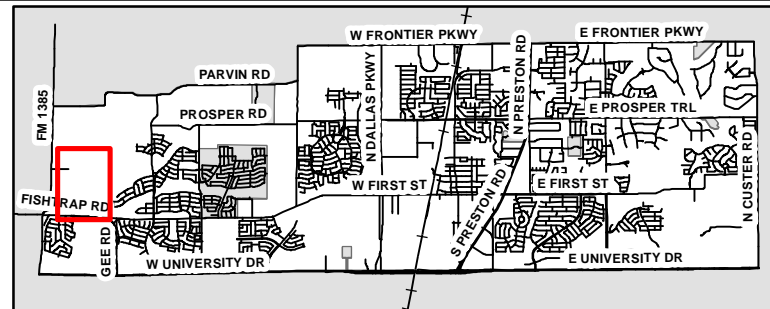 W FRONTIER PKWY
E FRONTIER PKWY
PARVIN RD
PROSPER RD
FM 1385
N DALLAS PKWY
N PRESTON RD
E PROSPER TRL
W FIRST ST
S PRESTON RD
E FIRST ST
N CUSTER RD
FISHTRAP RD
GEE RD
W UNIVERSITY DR
E UNIVERSITY DR